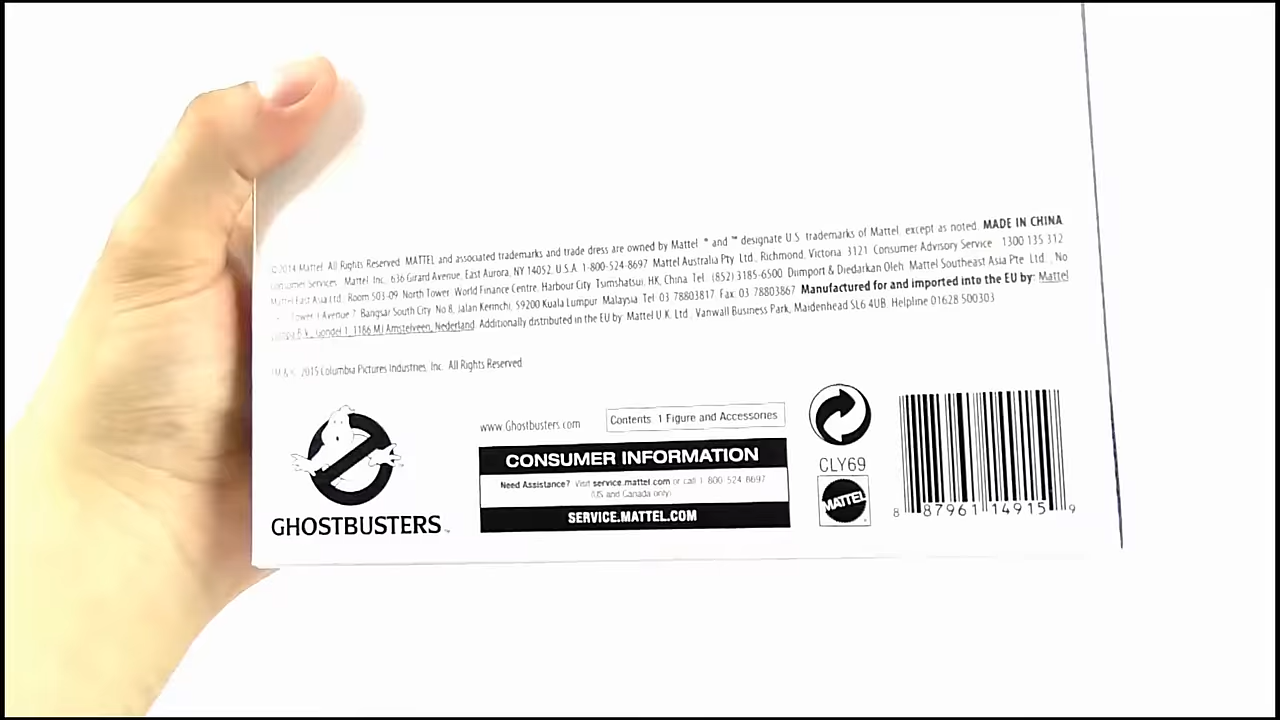 ©2014 Mattel. All Rights Reserved. MATTEL and associated trademarks and trade dress are owned by Mattel. ® and ™ designate U.S. trademarks of Mattel, except as noted. MADE IN CHINA.
Consumer Services: Mattel, Inc., 636 Girard Avenue, East Aurora, NY 14052, U.S.A. 1-800-524-8697. Mattel Australia Pty. Ltd., Richmond, Victoria. 3121. Consumer Advisory Service - 1300 135 312.
Mattel East Asia Ltd., Room 503-09, North Tower, World Finance Centre, Harbour City, Tsimshatsui, HK, China. Tel.: (852) 3185-6500. Diimport & Diedarkan Oleh: Mattel Southeast Asia Pte. Ltd., No
Tower 1, Avenue 7, Bangsar South City, No 8, Jalan Kerinchi, 59200 Kuala Lumpur, Malaysia. Tel: 03 78803817, Fax: 03 78803867. Manufactured for and imported into the EU by: Mattel
B.V., Gondel 1, 1186 MJ Amstelveen, Nederland. Additionally distributed in the EU by: Mattel U.K. Ltd., Vanwall Business Park, Maidenhead SL6 4UB. Helpline 01628 500303
TM & © 2015 Columbia Pictures Industries, Inc. All Rights Reserved.
www.Ghostbusters.com
Contents: 1 Figure and Accessories
CONSUMER INFORMATION
Need Assistance? Visit service.mattel.com or call 1-800-524-8697
(US and Canada only)
SERVICE.MATTEL.COM
GHOSTBUSTERS™
CLY69
MATTEL
8 87961 14915 9